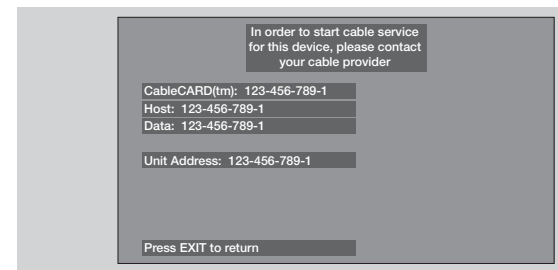 In order to start cable service
for this device, please contact
your cable provider
CableCARD(tm): 123-456-789-1
Host: 123-456-789-1
Data: 123-456-789-1
Unit Address: 123-456-789-1
Press EXIT to return